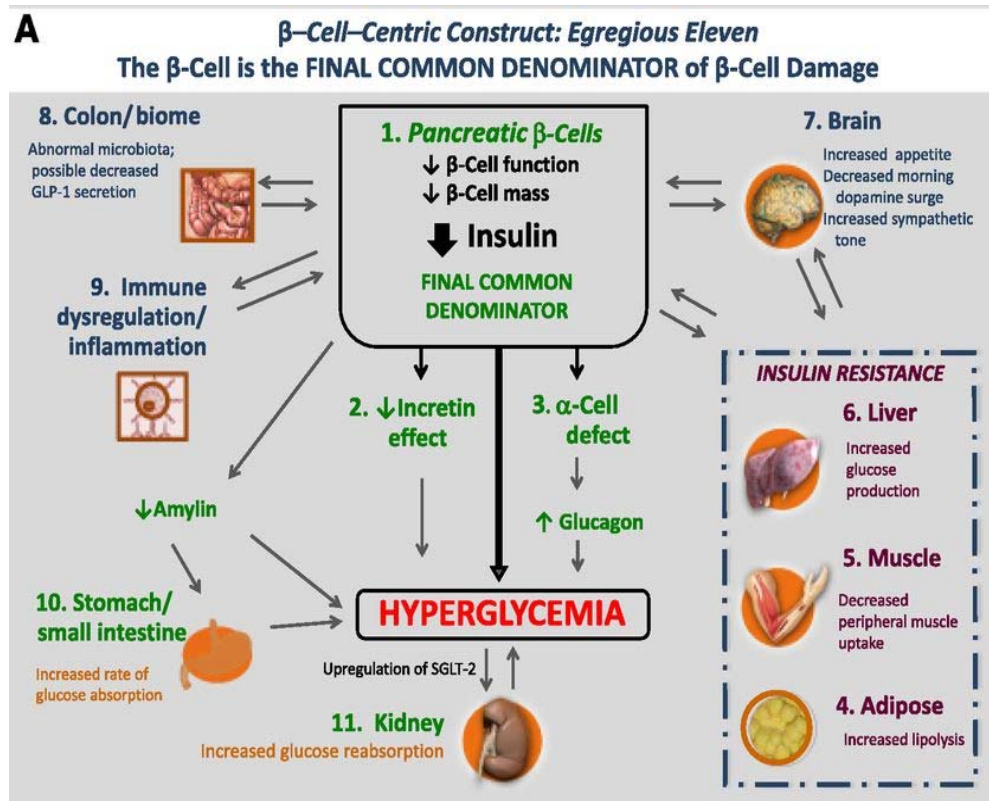 A
β–Cell–Centric Construct: Egregious Eleven
The β-Cell is the FINAL COMMON DENOMINATOR of β-Cell Damage
8. Colon/biome
Abnormal microbiota;
possible decreased
GLP-1 secretion
1. Pancreatic β-Cells
↓ β-Cell function
↓ β-Cell mass
↓ Insulin
FINAL COMMON
DENOMINATOR
7. Brain
Increased appetite
Decreased morning
dopamine surge
Increased sympathetic
tone
9. Immune
dysregulation/
inflammation
2. ↓Incretin
effect
3. α-Cell
defect
↑ Glucagon
↓Amylin
INSULIN RESISTANCE
6. Liver
Increased
glucose
production
5. Muscle
Decreased
peripheral muscle
uptake
4. Adipose
Increased lipolysis
10. Stomach/
small intestine
Increased rate of
glucose absorption
HYPERGLYCEMIA
Upregulation of SGLT-2
11. Kidney
Increased glucose reabsorption